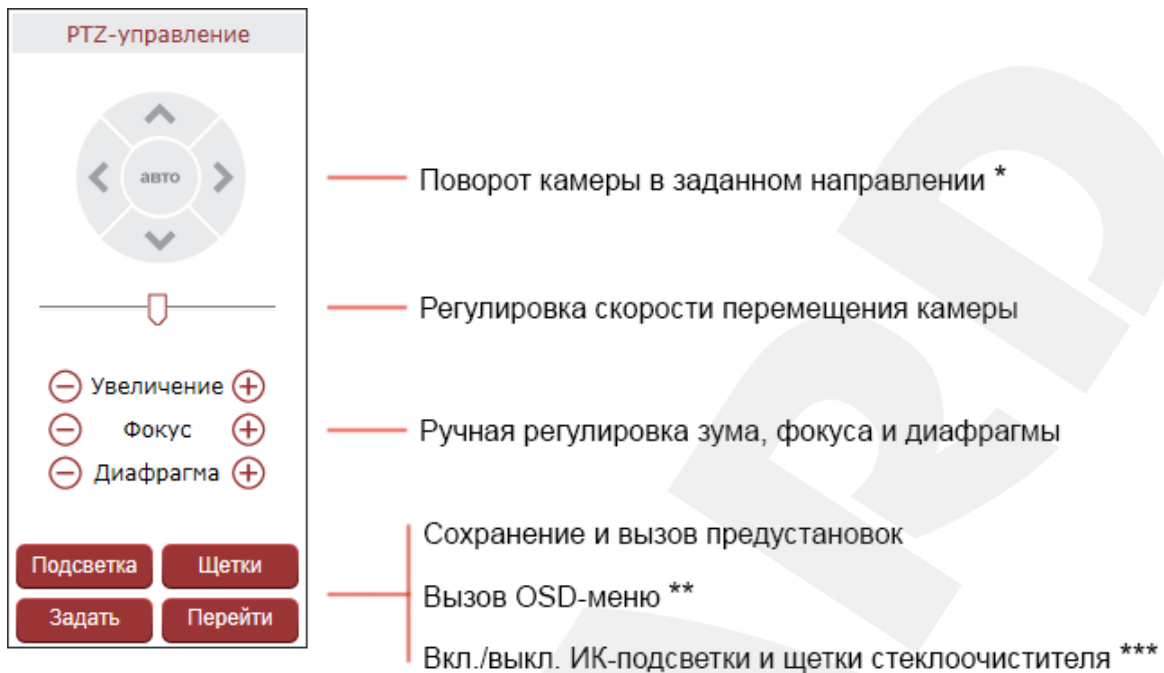 PTZ-управление
авто
Поворот камеры в заданном направлении *
Регулировка скорости перемещения камеры
Увеличение
Фокус
Диафрагма
Ручная регулировка зума, фокуса и диафрагмы
Подсветка Щетки
Задать Перейти
Сохранение и вызов предустановок
Вызов OSD-меню **
Вкл./выкл. ИК-подсветки и щетки стеклоочистителя ***
ARD